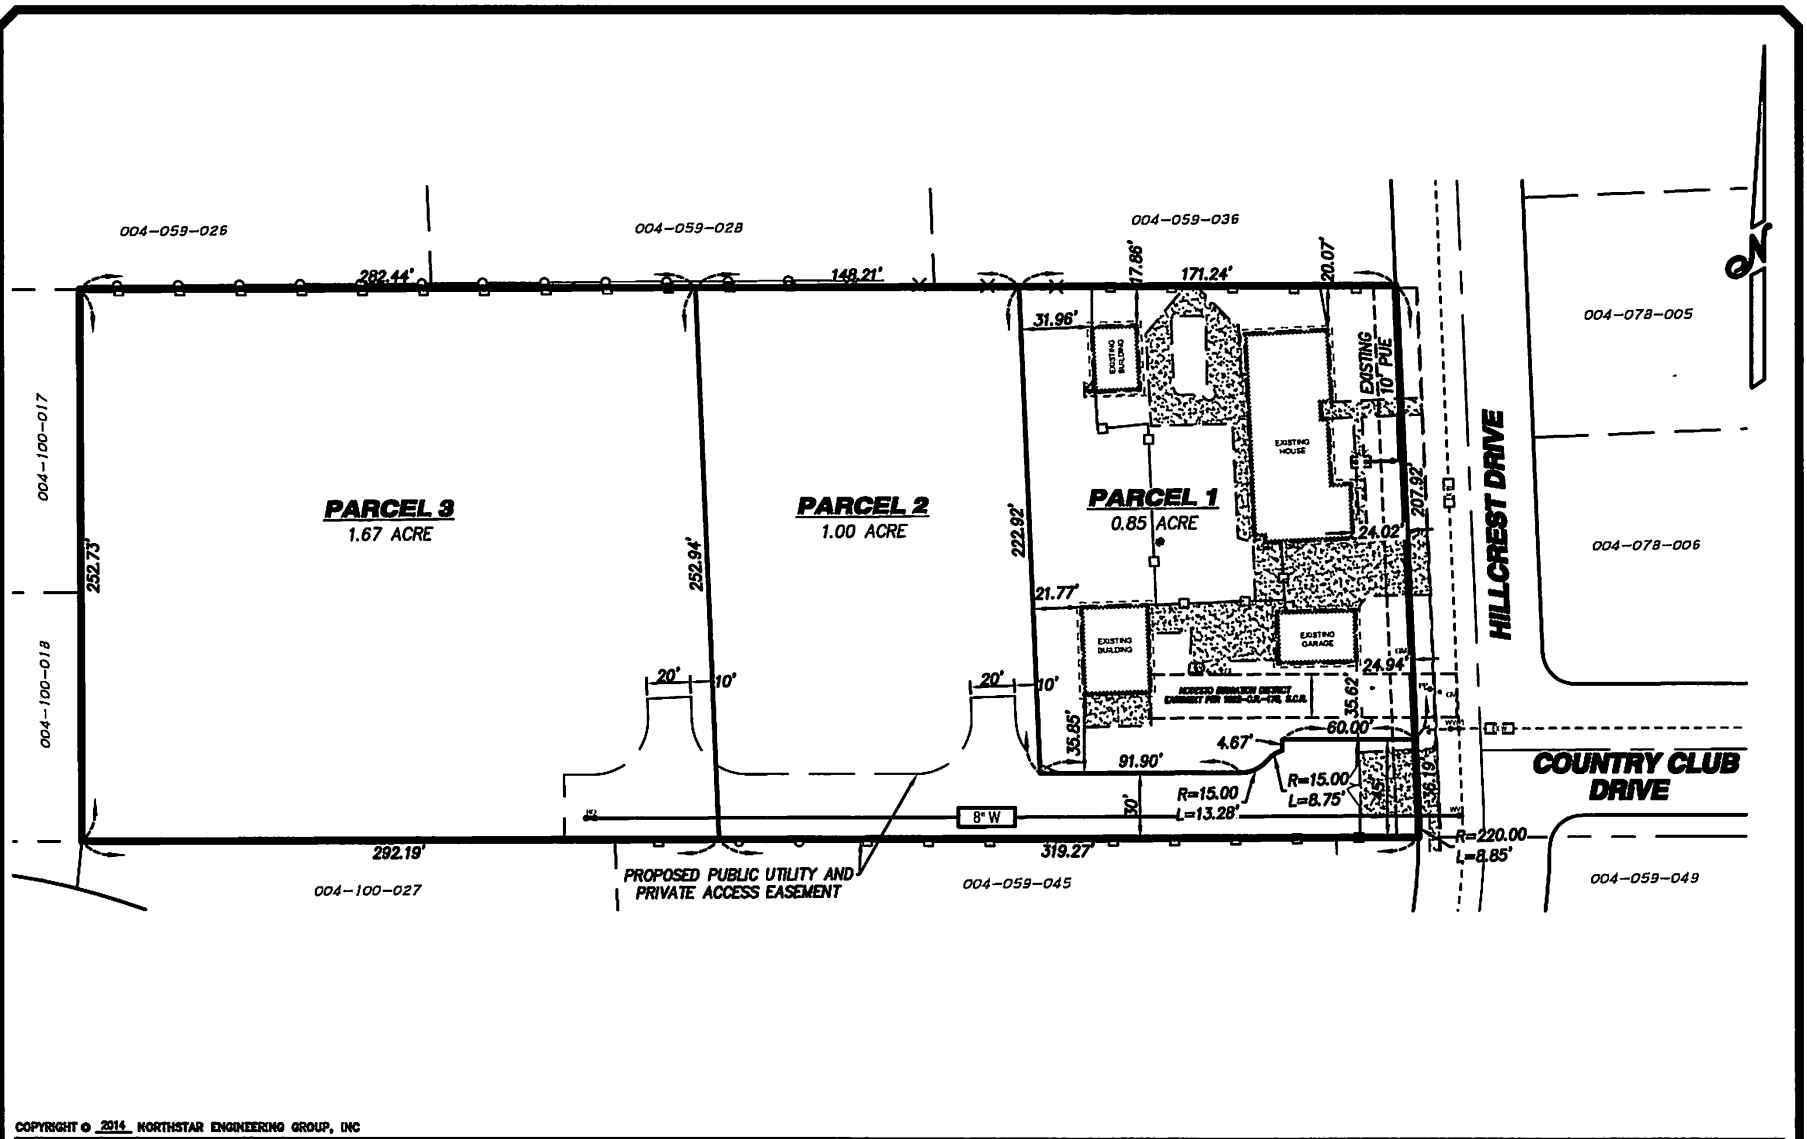 004-059-026
004-059-028
004-059-036
282.44'
148.21'
171.24'
17.86'
20.07'
31.96'
EXISTING
BUILDING
EXISTING
10' PUE
N
004-078-005
004-100-017
EXISTING
HOUSE
HILLCREST DRIVE
207.92'
PARCEL 3
1.67 ACRE
PARCEL 2
1.00 ACRE
PARCEL 1
0.85 ACRE
222.92'
24.02'
004-078-006
252.73'
252.94'
21.77'
EXISTING
BUILDING
EXISTING
GARAGE
24.94'
004-100-018
20'
10'
20'
10'
35.62'
35.85'
60.00'
4.67'
91.90'
COUNTRY CLUB
DRIVE
R=15.00
L=8.75'
R=15.00
L=13.28'
30'
45'
8" W
R=220.00
L=8.85'
292.19'
319.27'
PROPOSED PUBLIC UTILITY AND
PRIVATE ACCESS EASEMENT
004-100-027
004-059-045
004-059-049
COPYRIGHT © 2014 NORTHSTAR ENGINEERING GROUP, INC